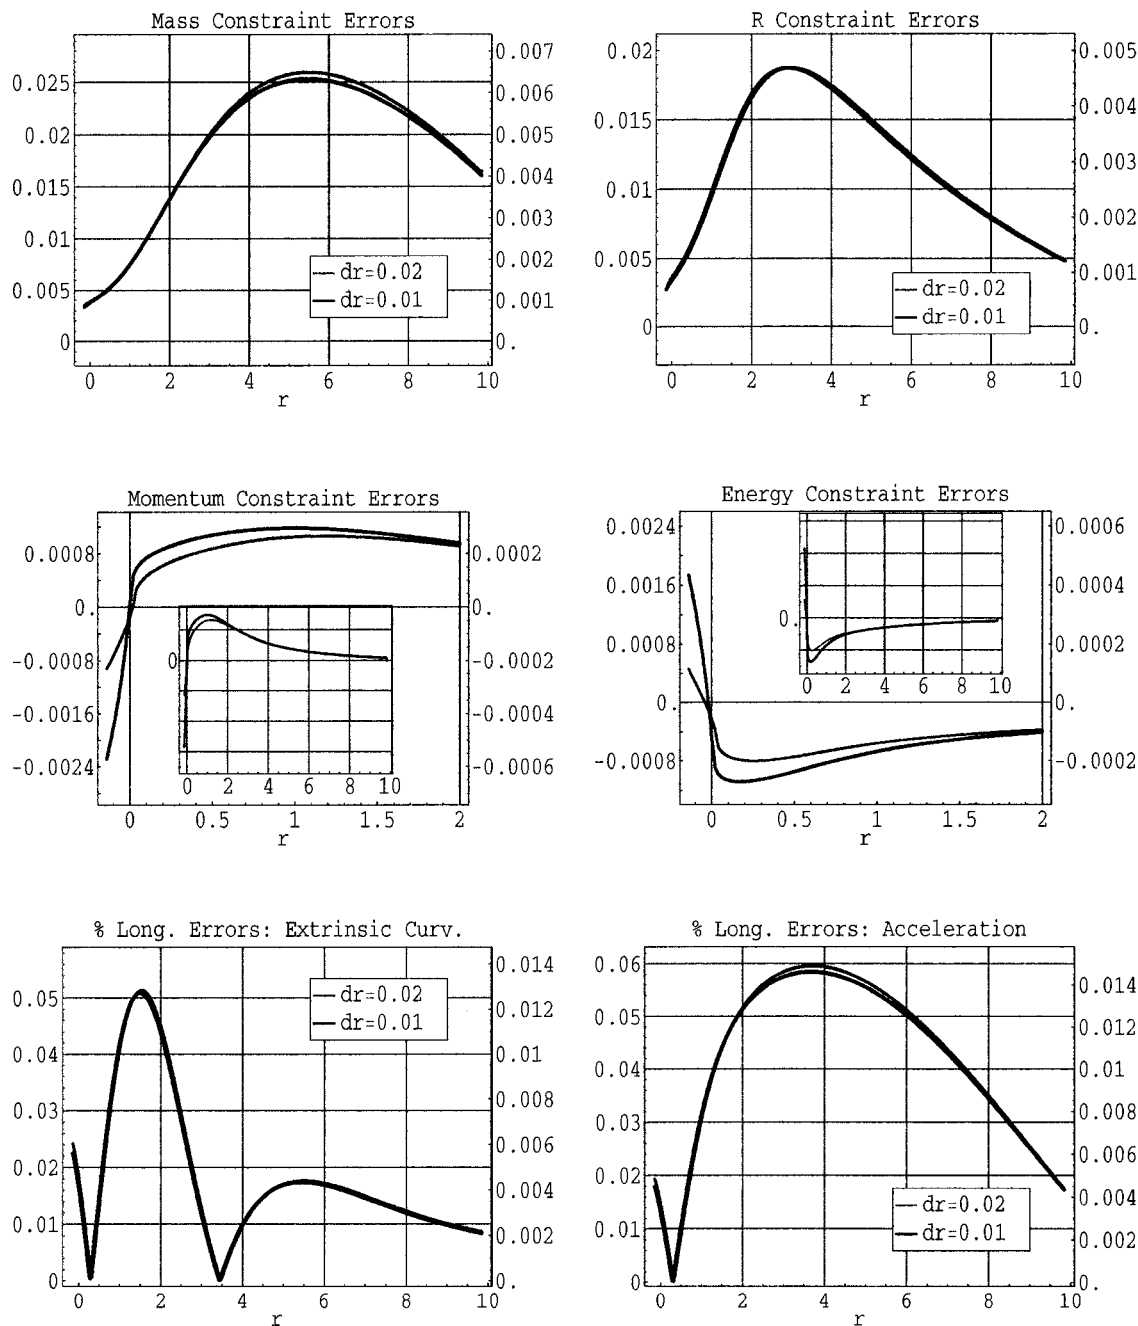 Mass Constraint Errors
0.025
0.02
0.015
0.01
0.005
0
0.007
0.006
0.005
0.004
0.003
0.002
0.001
0.
dr=0.02
dr=0.01
0 2 4 6 8 10
r
R Constraint Errors
0.02
0.015
0.01
0.005
0
0.005
0.004
0.003
0.002
0.001
0.
dr=0.02
dr=0.01
0 2 4 6 8 10
r
Momentum Constraint Errors
0.0008
0.
-0.0008
-0.0016
-0.0024
0.0002
0.
-0.0002
-0.0004
-0.0006
0
0 2 4 6 8 10
0 0.5 1 1.5 2
r
Energy Constraint Errors
0.0024
0.0016
0.0008
0.
-0.0008
0.0006
0.0004
0.0002
0.
-0.0002
0.
0 2 4 6 8 10
0 0.5 1 1.5 2
r
% Long. Errors: Extrinsic Curv.
0.05
0.04
0.03
0.02
0.01
0
0.014
0.012
0.01
0.008
0.006
0.004
0.002
0.
dr=0.02
dr=0.01
0 2 4 6 8 10
r
% Long. Errors: Acceleration
0.06
0.05
0.04
0.03
0.02
0.01
0
0.014
0.012
0.01
0.008
0.006
0.004
0.002
0.
dr=0.02
dr=0.01
0 2 4 6 8 10
r